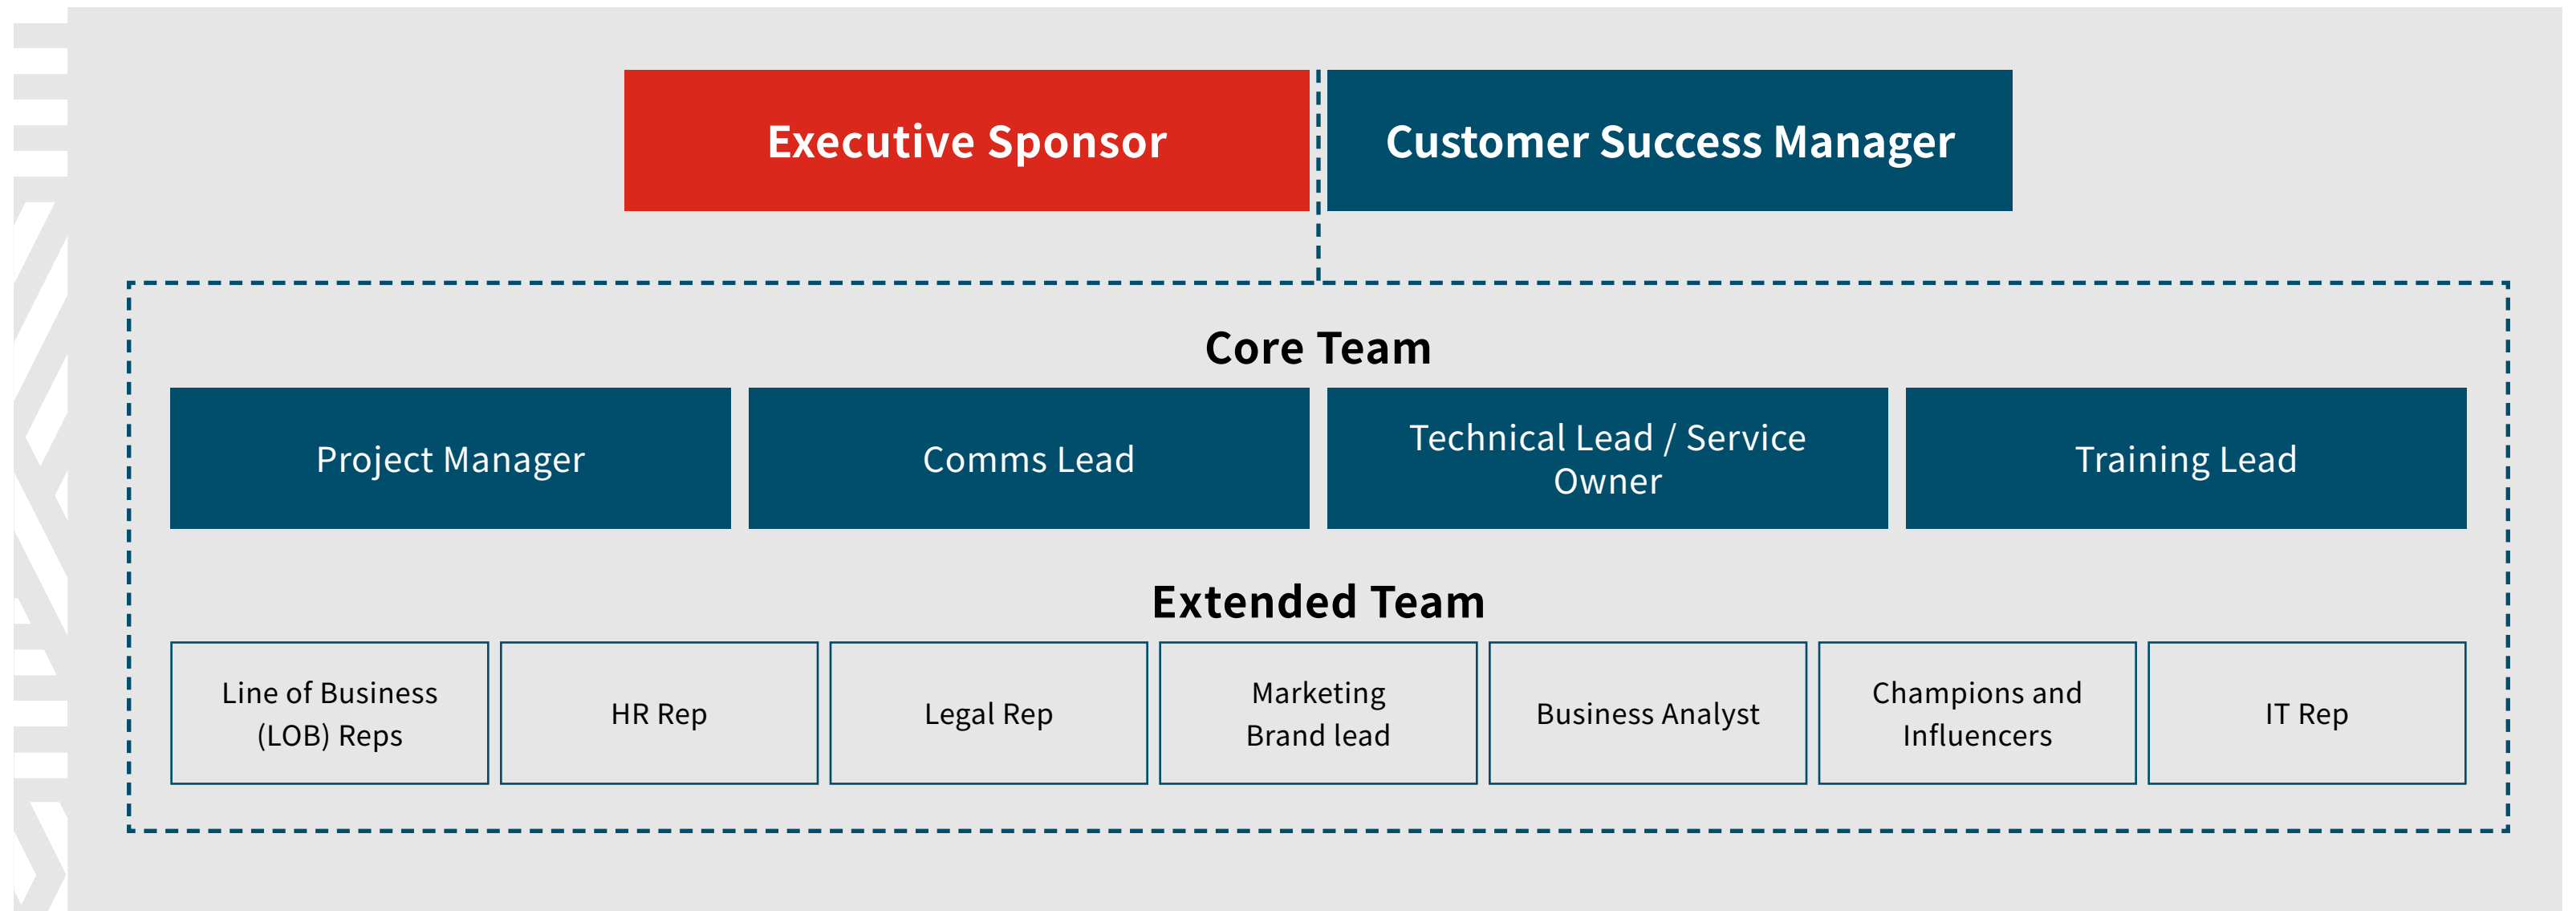 Executive Sponsor
Customer Success Manager
Core Team
Project Manager
Comms Lead
Technical Lead / Service
Owner
Training Lead
Extended Team
Line of Business
(LOB) Reps
HR Rep
Legal Rep
Marketing
Brand lead
Business Analyst
Champions and
Influencers
IT Rep